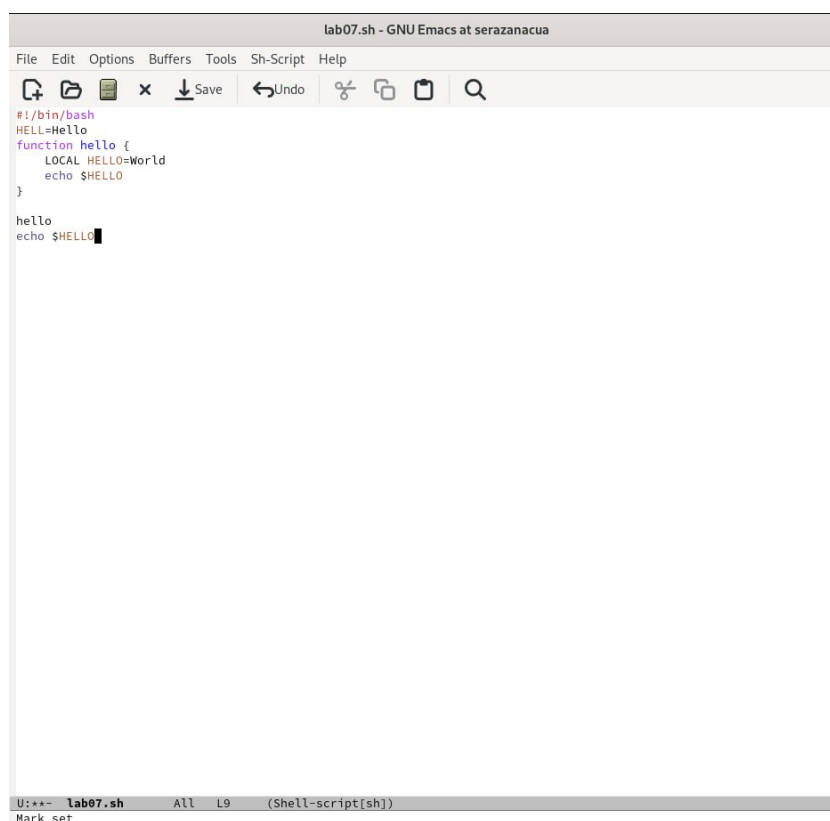 lab07.sh - GNU Emacs at serazanacua
File Edit Options Buffers Tools Sh-Script Help
Save Undo
#!/bin/bash
HELL=Hello
function hello {
    LOCAL HELLO=World
    echo $HELLO
}
hello
echo $HELLO
U:**- lab07.sh All L9 (Shell-script[sh])
Mark set